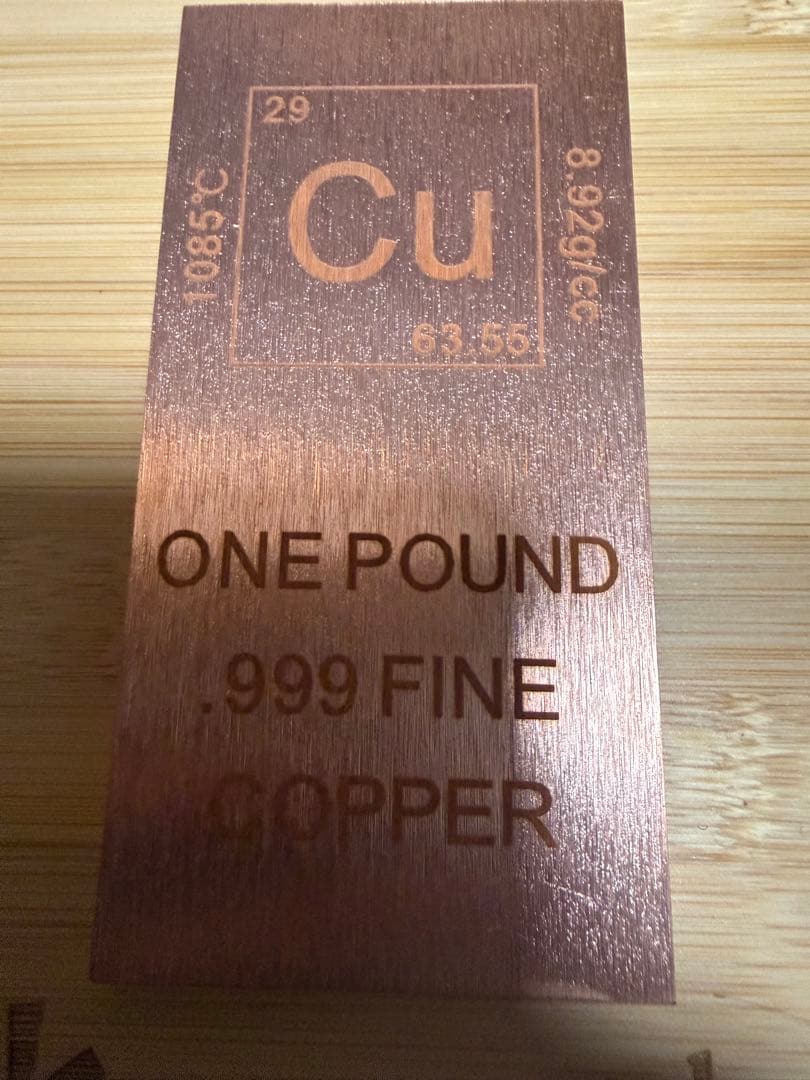 29
1085℃
Cu
8.92g/cc
63.55
ONE POUND
.999 FINE
COPPER